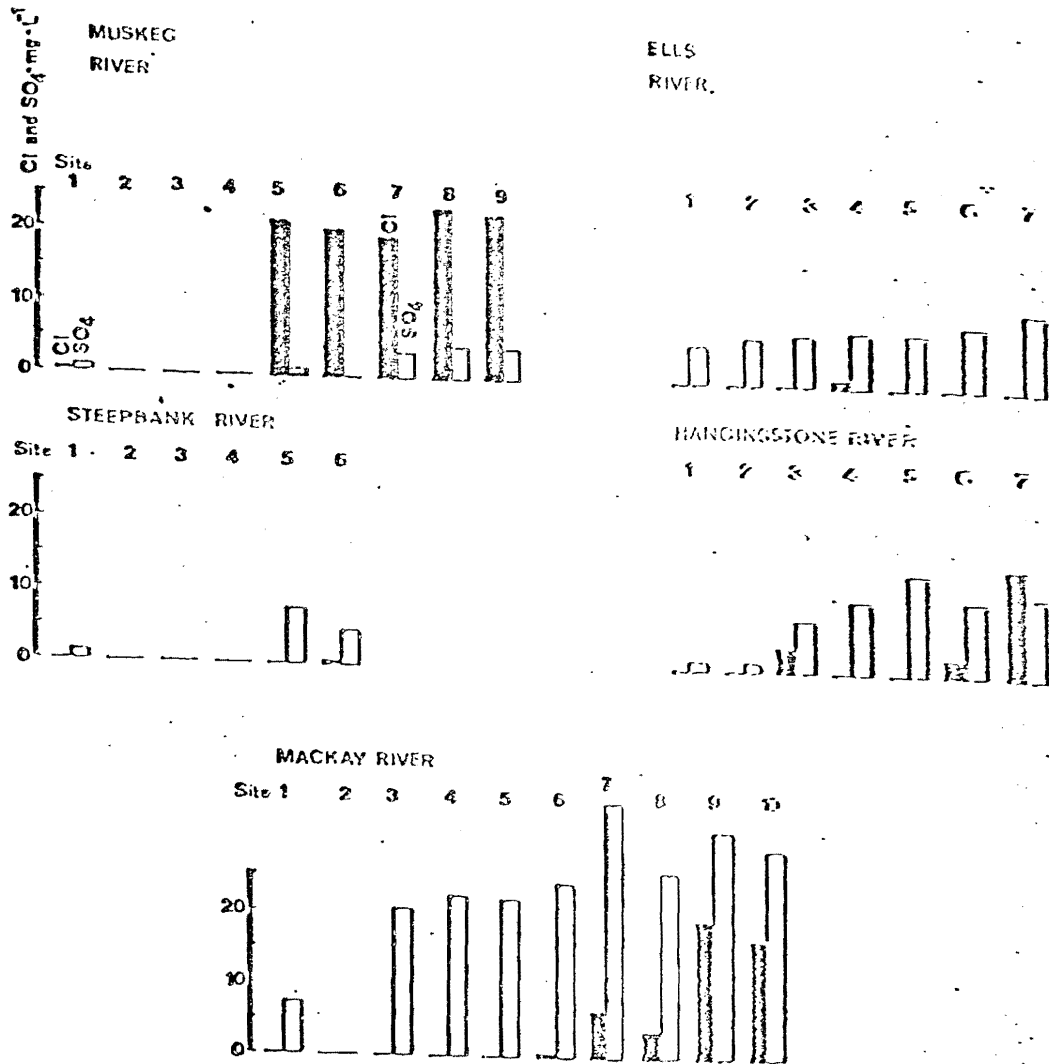 Cl and SO4·mg·L-1
MUSKEG
RIVER
Site
1 2 3 4 5 6 7 8 9
20
10
0
Cl
SO4
Cl
SO4
ELLS
RIVER
1 2 3 4 5 6 7
STEEPBANK RIVER
Site 1 2 3 4 5 6
20
10
0
HANGINGSTONE RIVER
1 2 3 4 5 6 7
MACKAY RIVER
Site 1 2 3 4 5 6 7 8 9 10
20
10
0